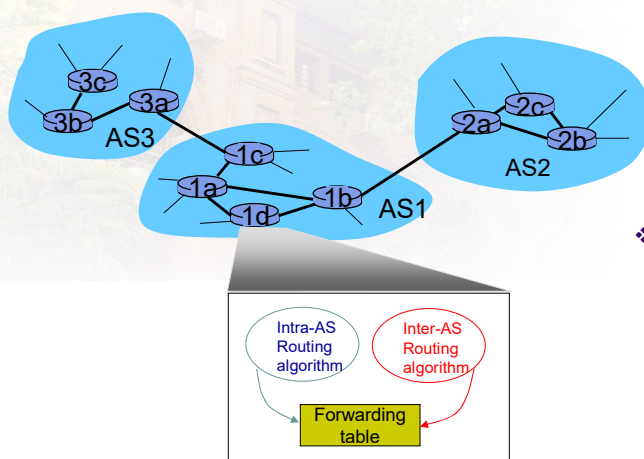 3c
3a
3b
AS3
2c
2a
2b
AS2
1c
1a
1b
1d
AS1
Intra-AS
Routing
algorithm
Inter-AS
Routing
algorithm
Forwarding
table